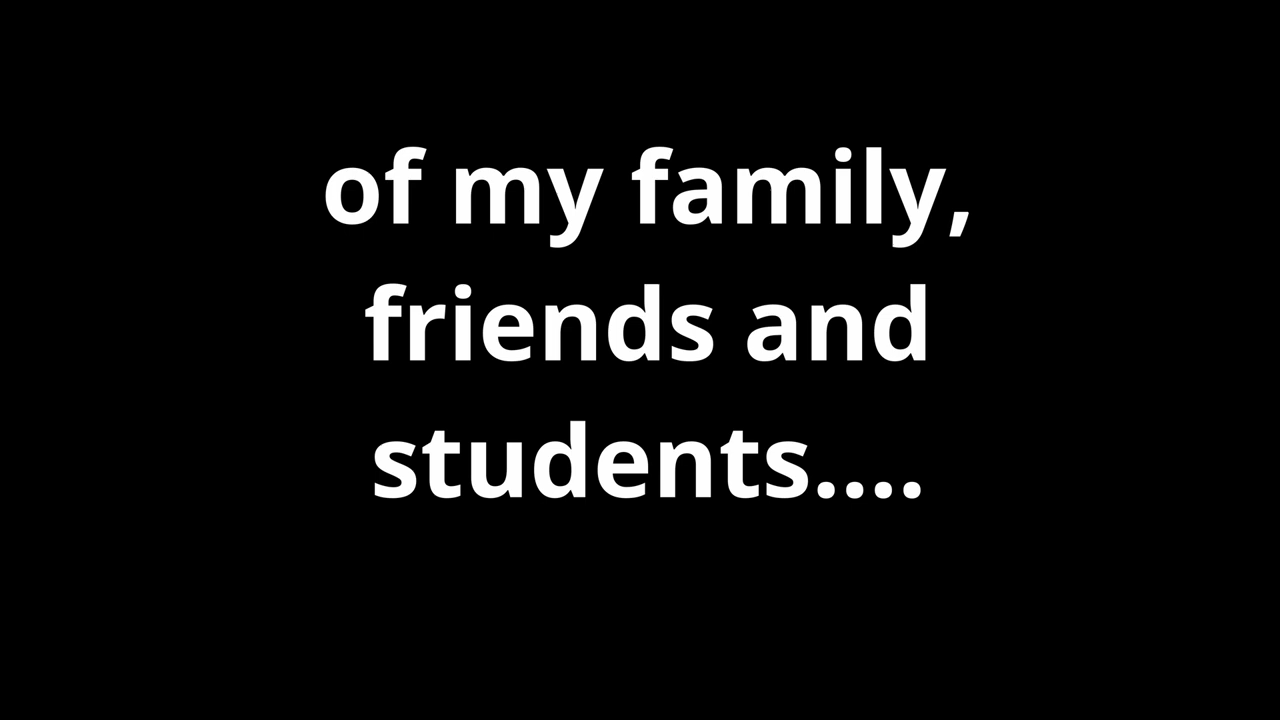 of my family,
friends and
students....